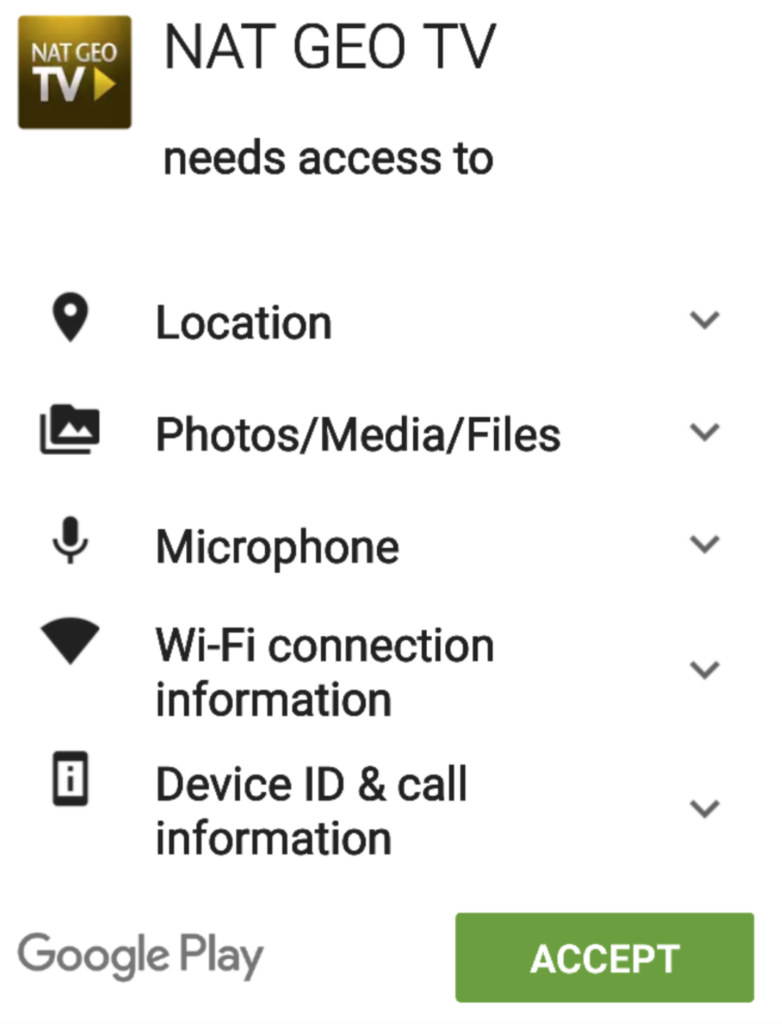 NAT GEO
TV
NAT GEO TV
needs access to
Location
Photos/Media/Files
Microphone
Wi-Fi connection
information
Device ID & call
information
Google Play
ACCEPT